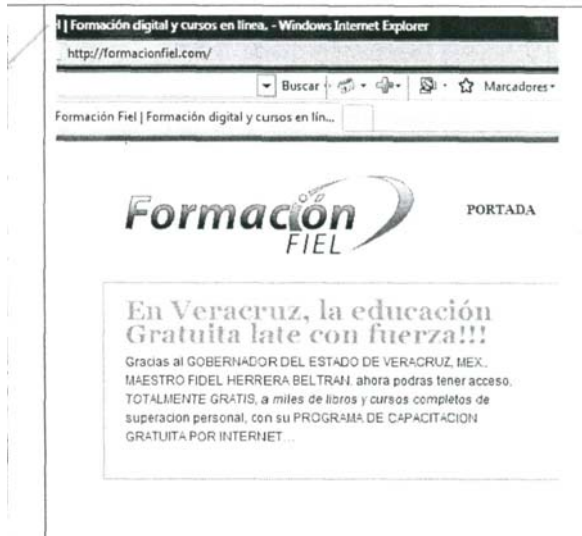 l | Formación digital y cursos en línea. - Windows Internet Explorer
http://formacionfiel.com/
Buscar Marcadores
Formación Fiel | Formación digital y cursos en lín...
Formación
FIEL
PORTADA
En Veracruz, la educación
Gratuita late con fuerza!!!
Gracias al GOBERNADOR DEL ESTADO DE VERACRUZ, MEX.,
MAESTRO FIDEL HERRERA BELTRAN. ahora podras tener acceso,
TOTALMENTE GRATIS, a miles de libros y cursos completos de
superación personal, con su PROGRAMA DE CAPACITACION
GRATUITA POR INTERNET...